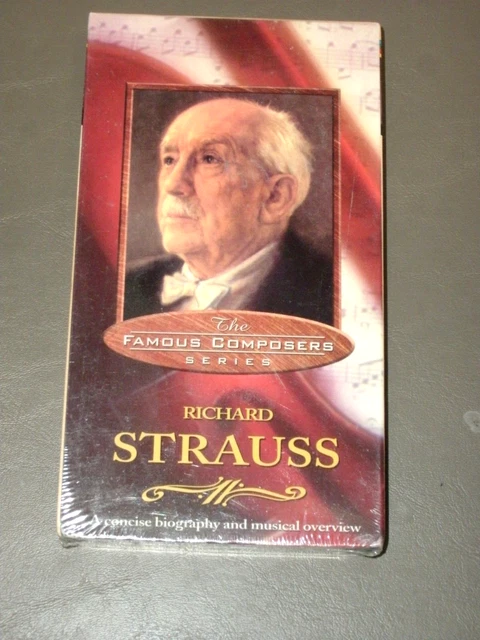 The
FAMOUS COMPOSERS
SERIES
RICHARD
STRAUSS
concise biography and musical overview